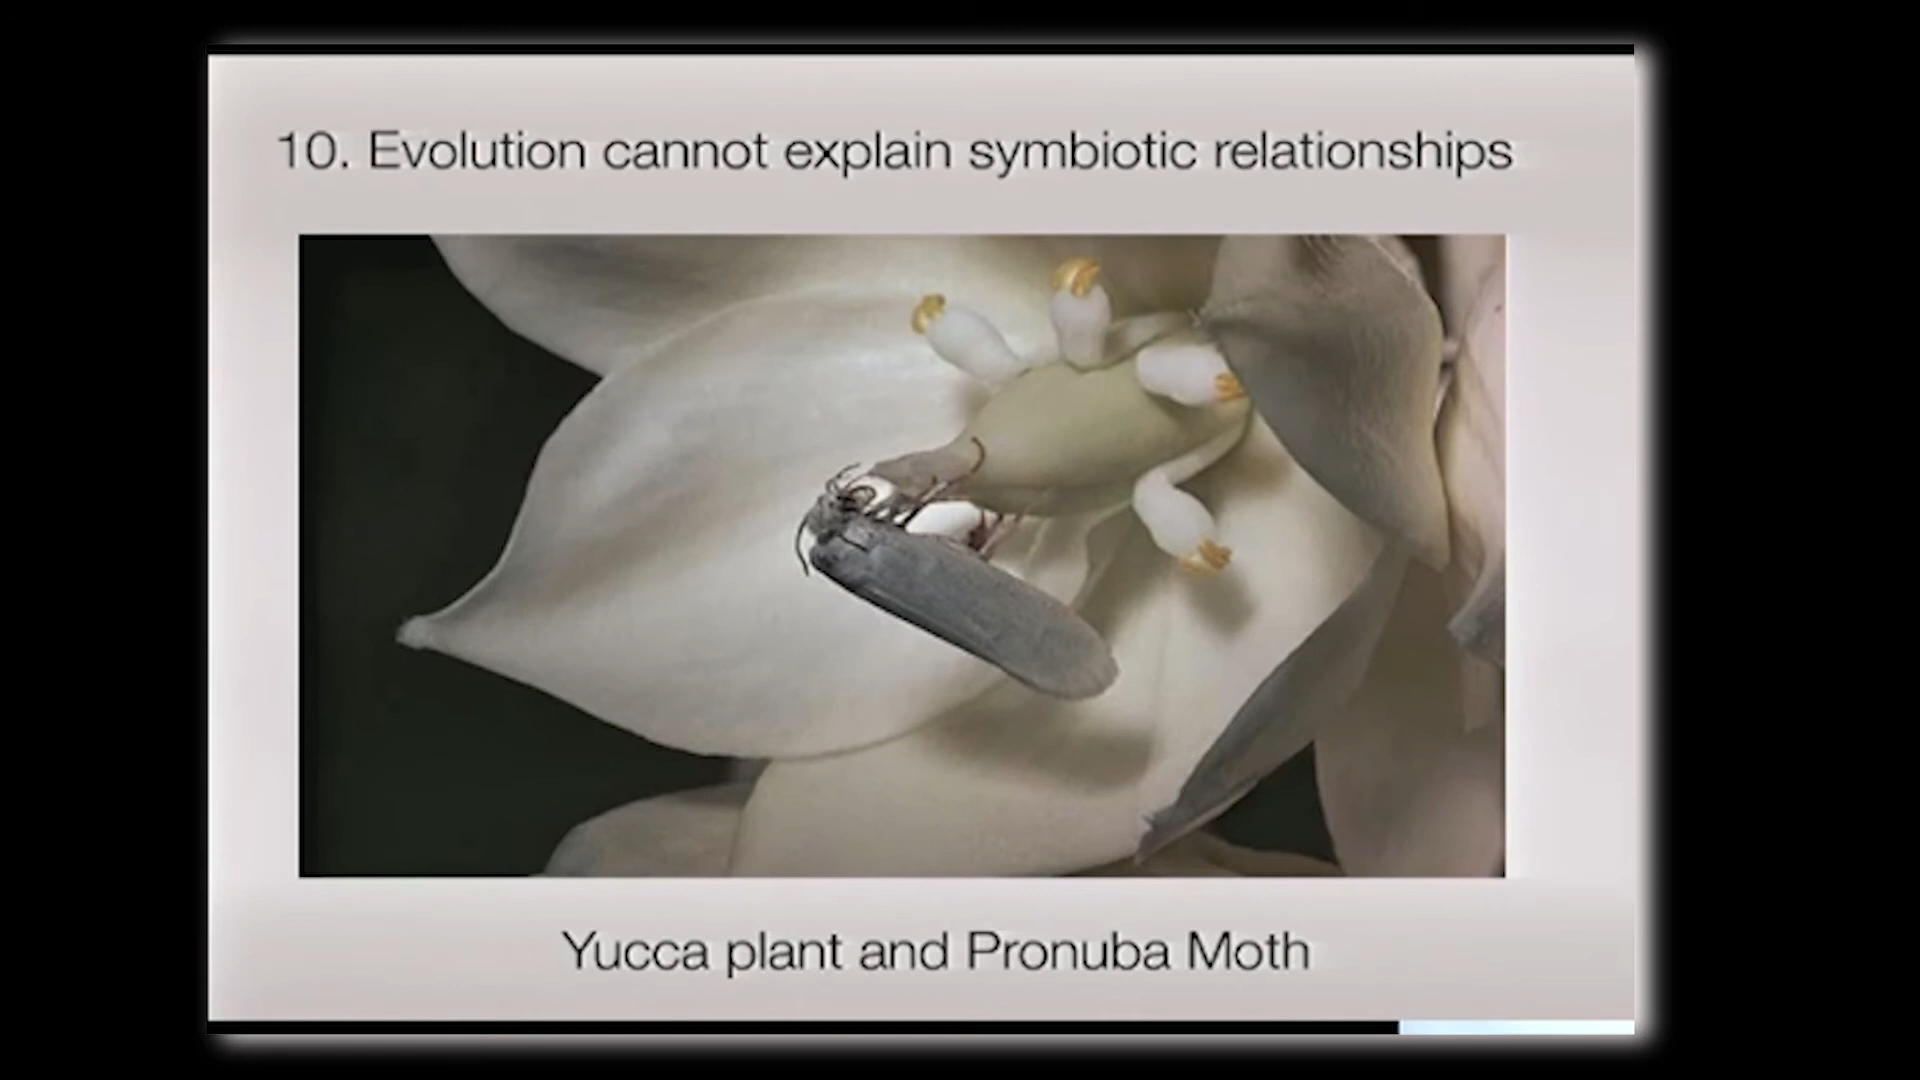 10. Evolution cannot explain symbiotic relationships
Yucca plant and Pronuba Moth